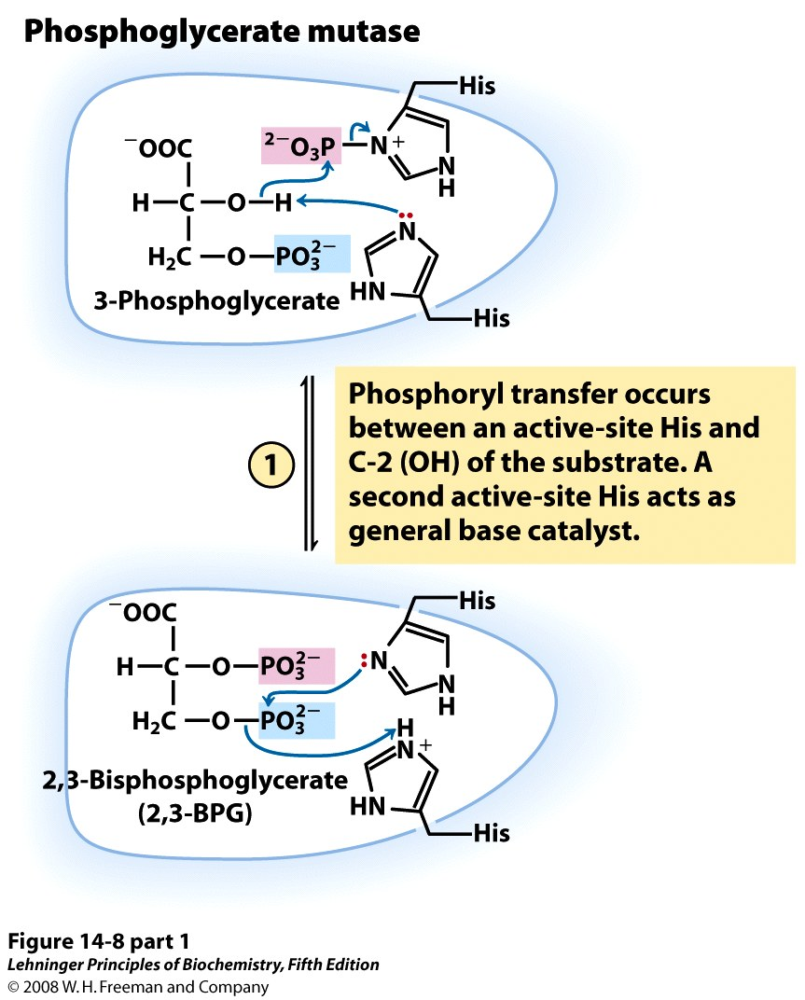 Phosphoglycerate mutase
His
⁻OOC
²⁻O₃P—N⁺
N
H
H—C—O—H
N
H₂C—O—PO₃²⁻
HN
3-Phosphoglycerate
His
1
Phosphoryl transfer occurs
between an active-site His and
C-2 (OH) of the substrate. A
second active-site His acts as
general base catalyst.
His
⁻OOC
H—C—O—PO₃²⁻
:N
N
H
H₂C—O—PO₃²⁻
H
N⁺
2,3-Bisphosphoglycerate
(2,3-BPG)
HN
His
Figure 14-8 part 1
Lehninger Principles of Biochemistry, Fifth Edition
© 2008 W. H. Freeman and Company